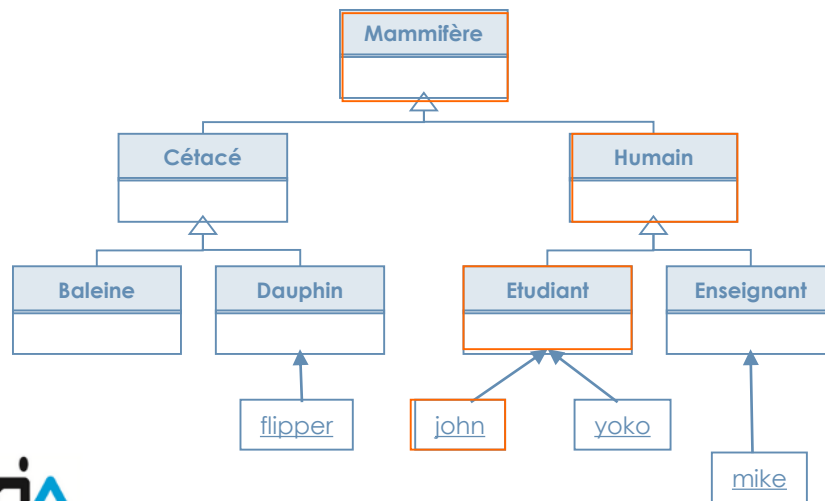 Mammifère
Cétacé
Humain
Baleine
Dauphin
Etudiant
Enseignant
flipper
john
yoko
mike